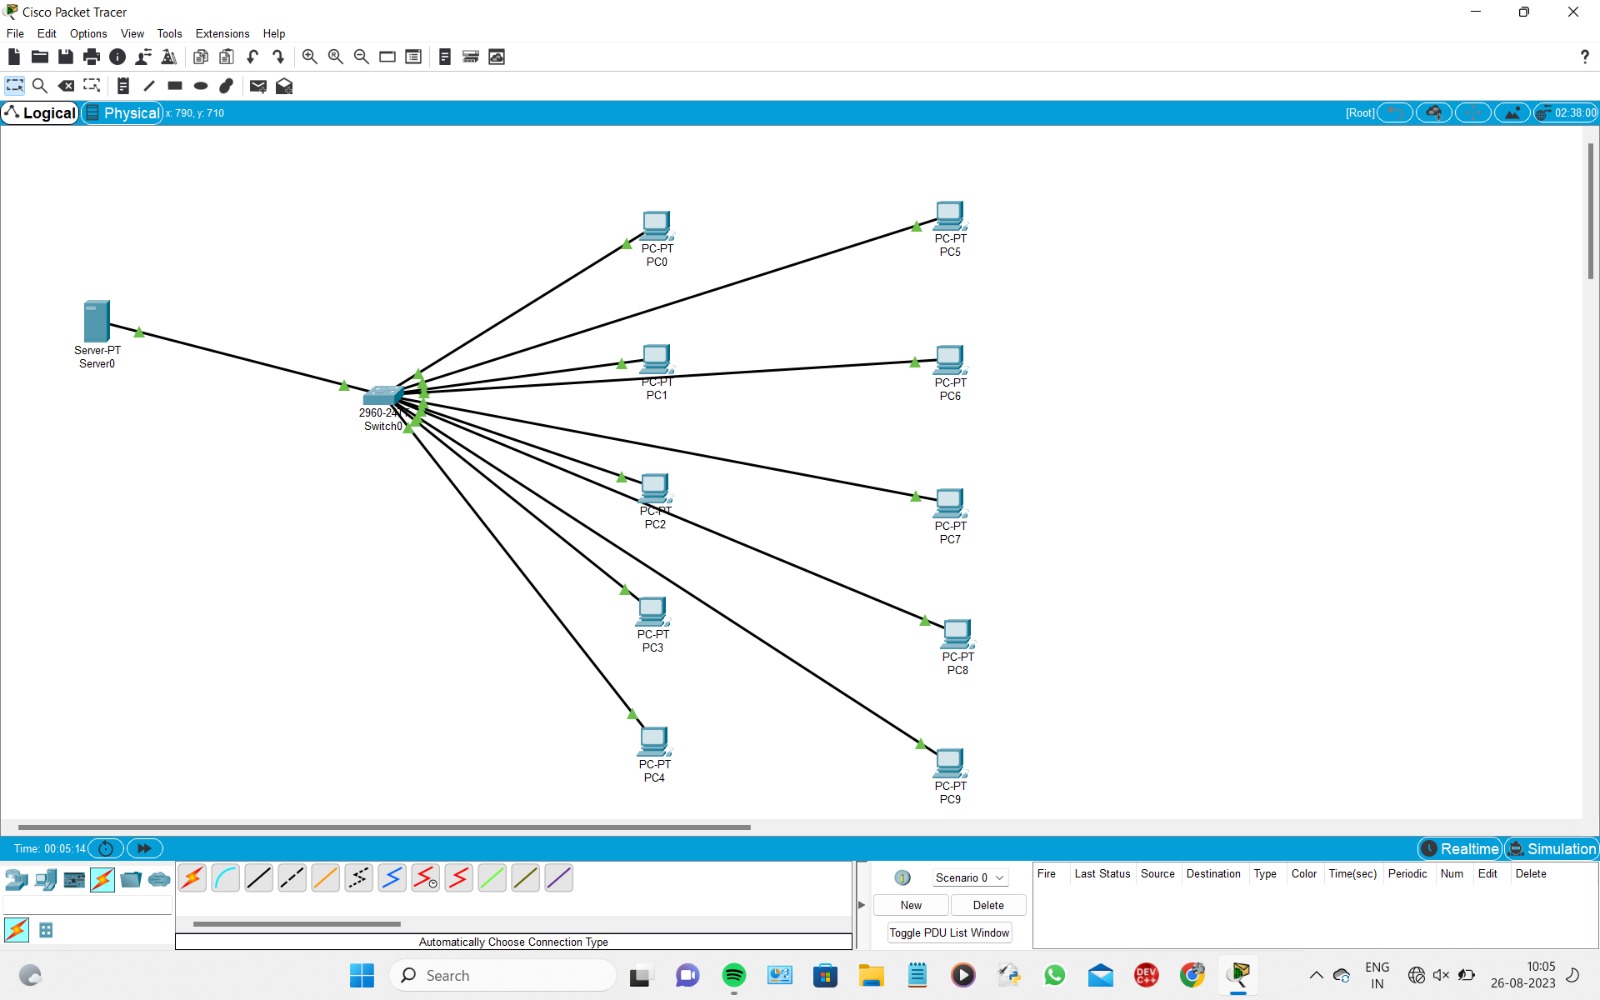 Cisco Packet Tracer
File Edit Options View Tools Extensions Help
?
Logical Physical x: 790, y: 710 [Root] 02:38:00
PC-PT
PC0
PC-PT
PC5
Server-PT
Server0
PC-PT
PC1
PC-PT
PC6
Switch0
PC-PT
PC2
PC-PT
PC7
PC-PT
PC3
PC-PT
PC8
PC-PT
PC4
PC-PT
PC9
Time: 00:05:14 Realtime Simulation
Scenario 0
New Delete
Toggle PDU List Window
Fire Last Status Source Destination Type Color Time(sec) Periodic Num Edit Delete
Automatically Choose Connection Type
Search
DEV C++
ENG
IN
10:05
26-08-2023